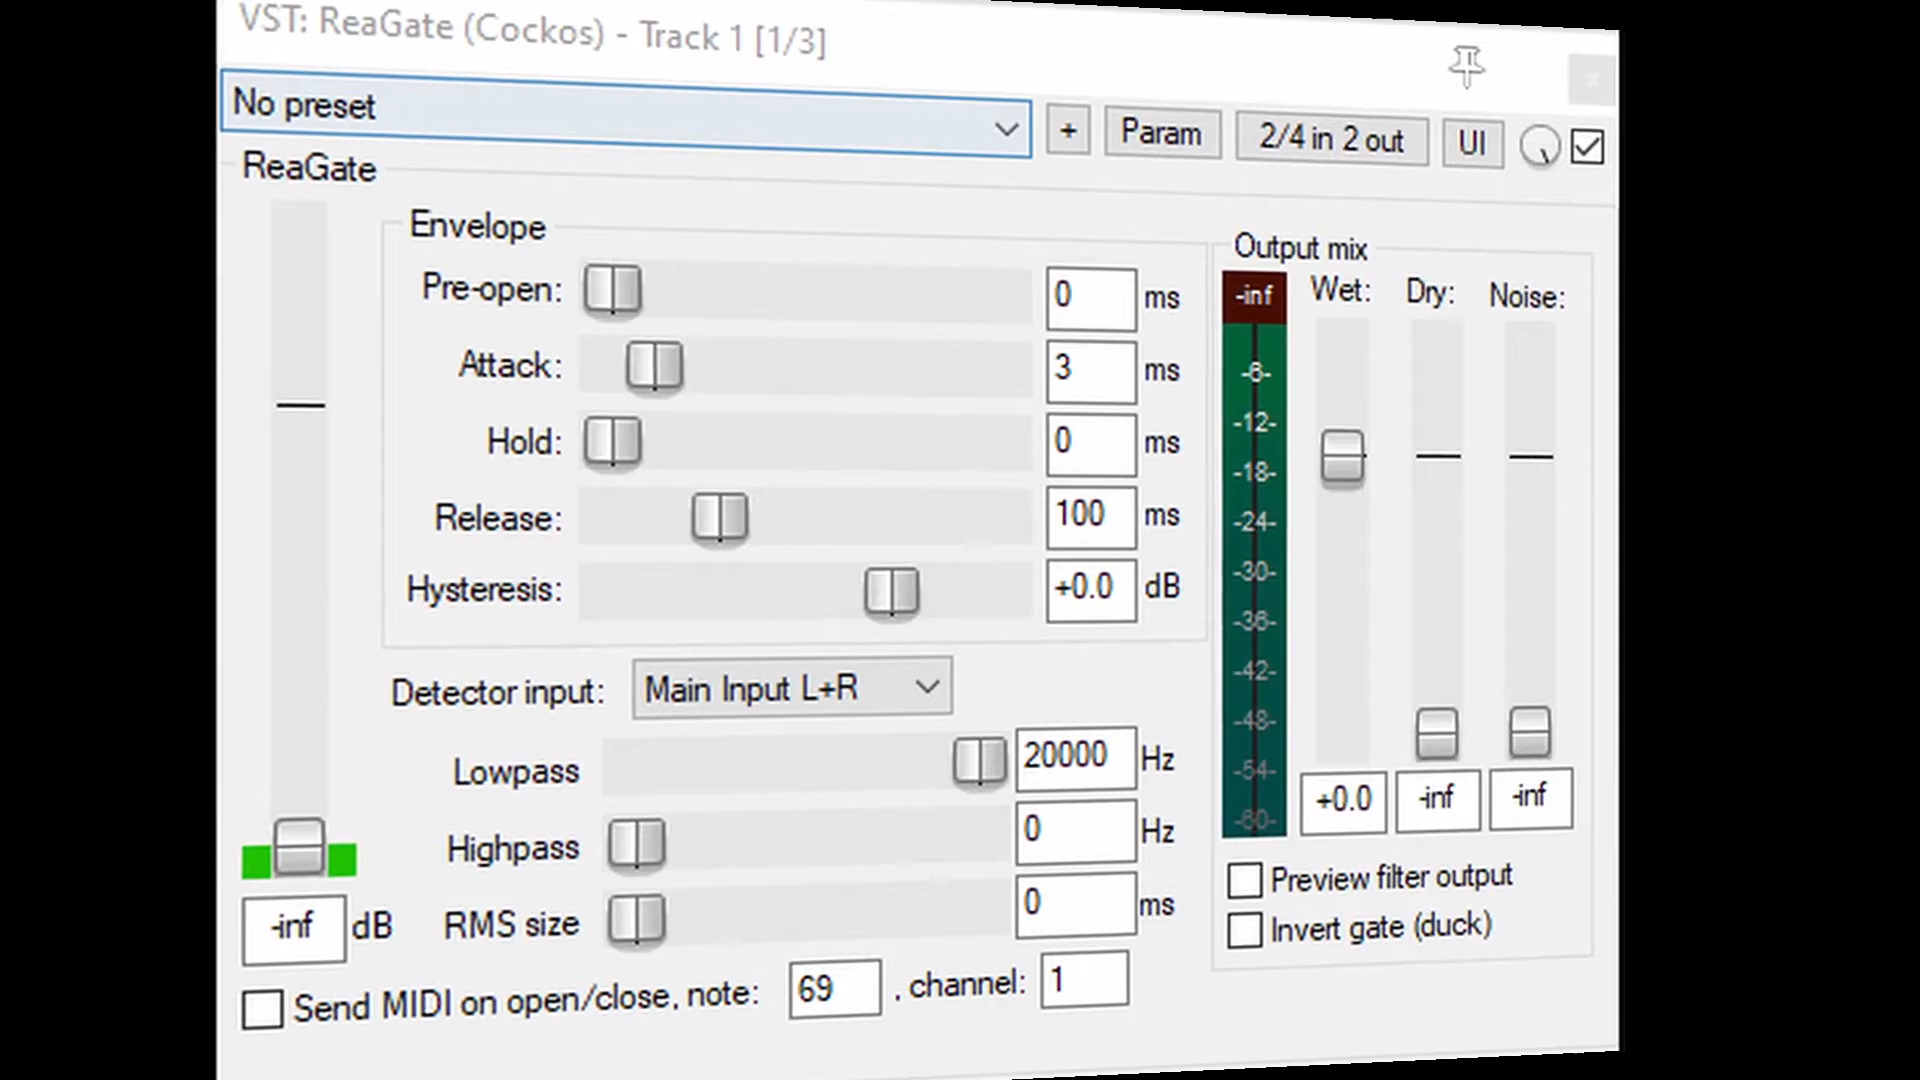 VST: ReaGate (Cockos) - Track 1 [1/3]
No preset
+
Param
2/4 in 2 out
UI
ReaGate
Envelope
Pre-open: 0 ms
Attack: 3 ms
Hold: 0 ms
Release: 100 ms
Hysteresis: +0.0 dB
Detector input: Main Input L+R
Lowpass 20000 Hz
Highpass 0 Hz
-inf dB
RMS size 0 ms
Send MIDI on open/close, note: 69 , channel: 1
Output mix
Wet: Dry: Noise:
-inf
-6-
-12-
-18-
-24-
-30-
-36-
-42-
-48-
-54-
-60-
+0.0 -inf -inf
Preview filter output
Invert gate (duck)